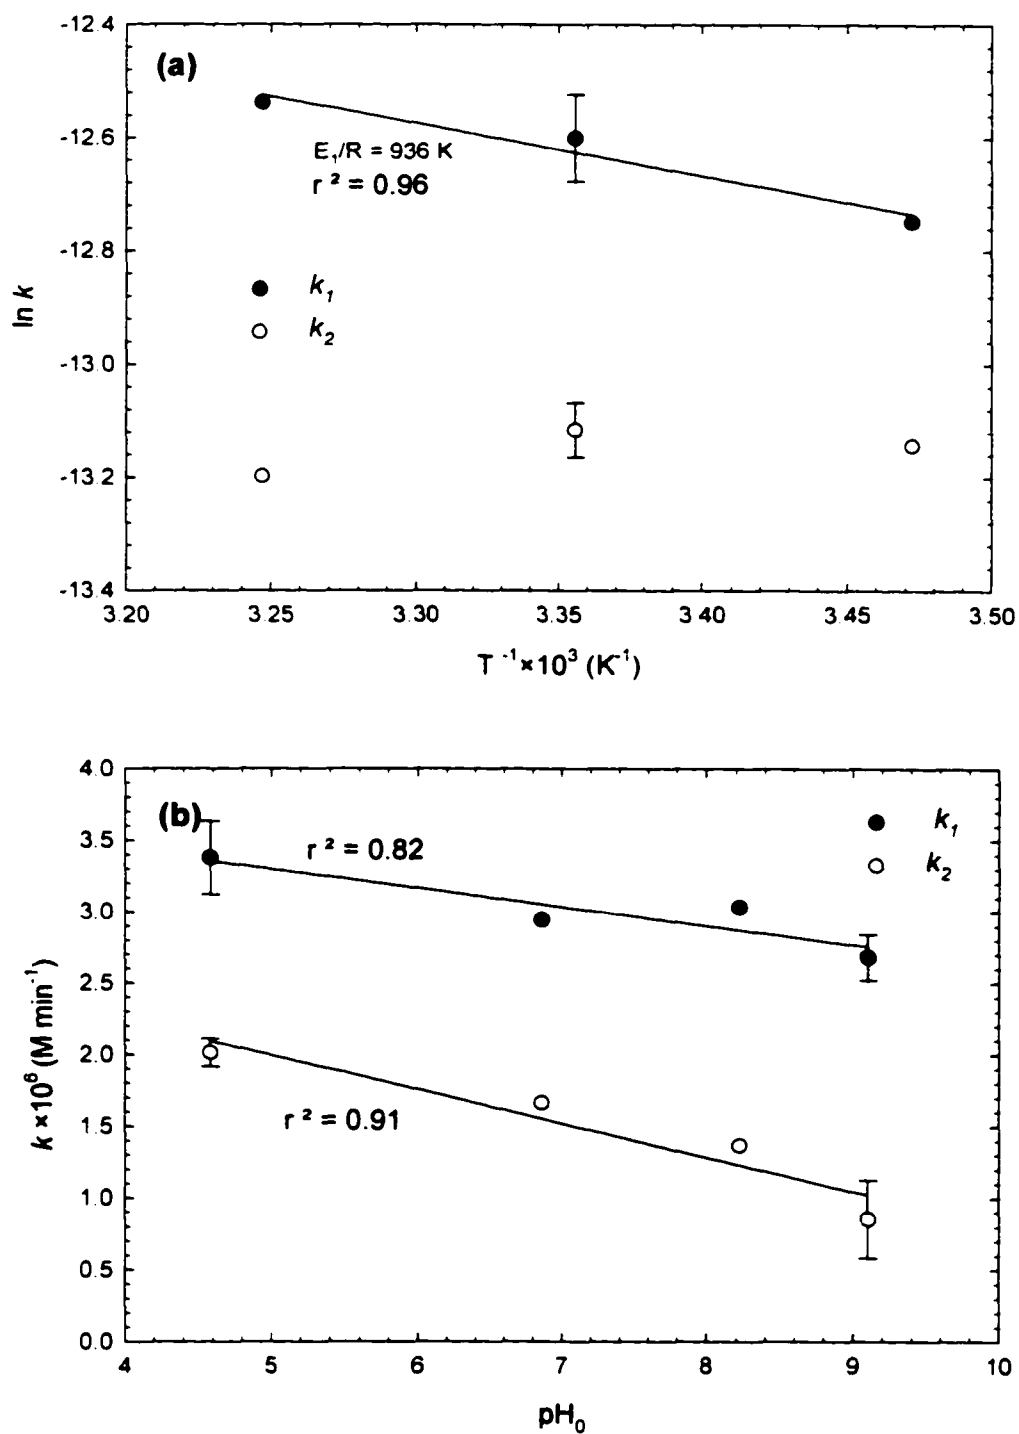 -12.4
(a)
-12.6
E₁/R = 936 K
r ² = 0.96
-12.8
k₁
ln k
k₂
-13.0
-13.2
-13.4
3.20 3.25 3.30 3.35 3 40 3.45 3.50
T ⁻¹×10³ (K⁻¹)
4.0
(b)
k₁
3.5
r ² = 0.82
k₂
3.0
2.5
k ×10⁶ (M min⁻¹)
2.0
r ² = 0.91
1.5
1.0
0.5
0.0
4 5 6 7 8 9 10
pH₀